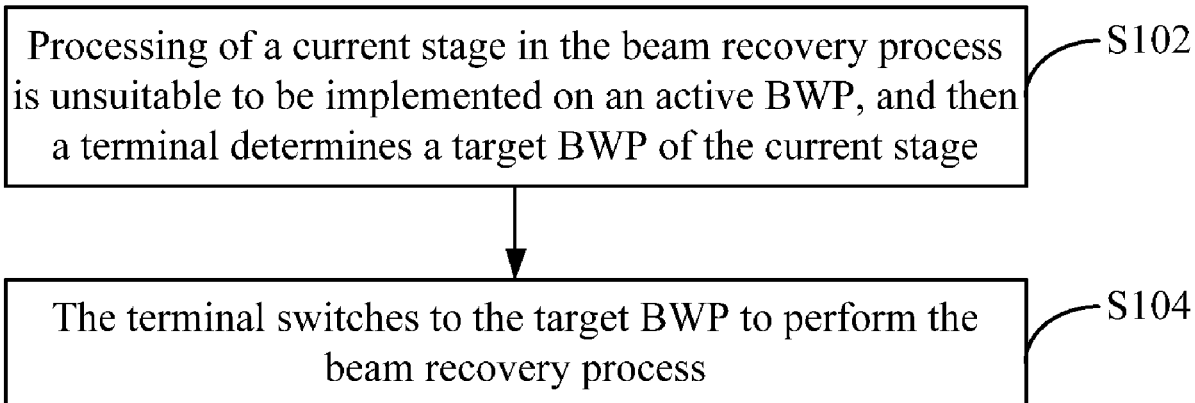 Processing of a current stage in the beam recovery process
is unsuitable to be implemented on an active BWP, and then
a terminal determines a target BWP of the current stage
S102
The terminal switches to the target BWP to perform the
beam recovery process
S104